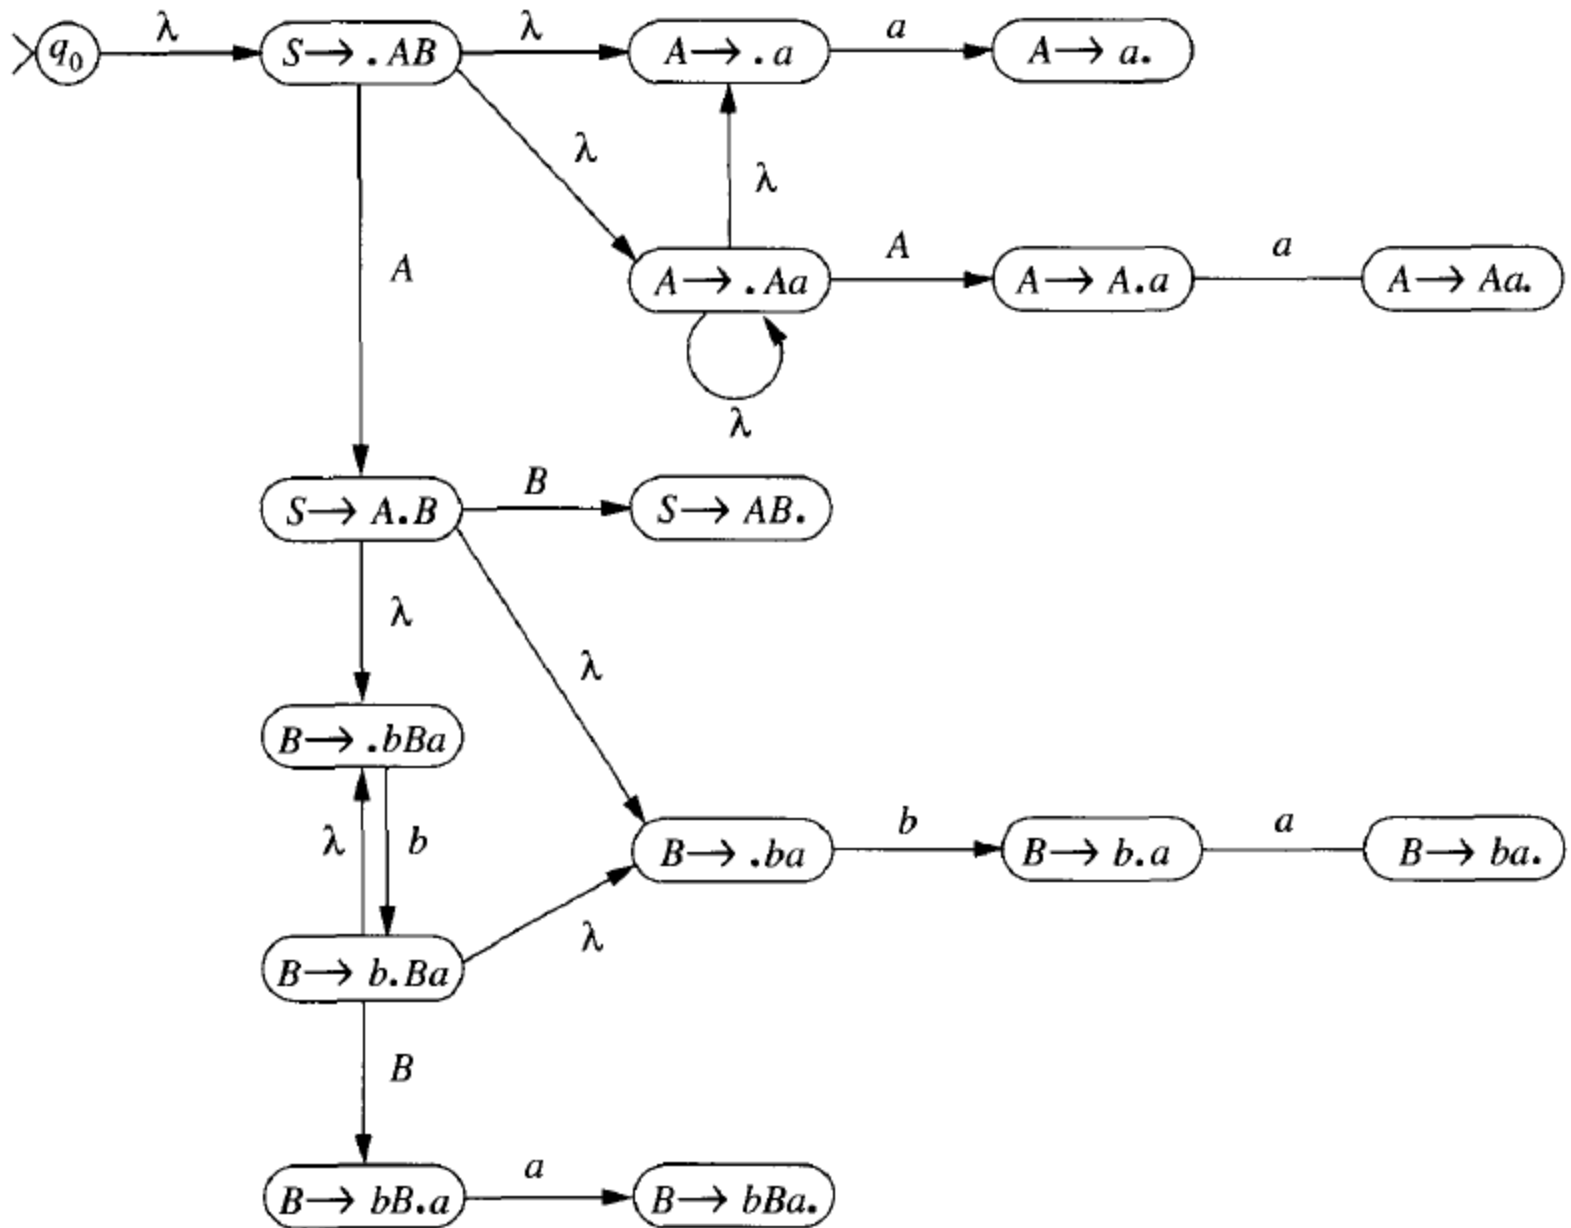 λ λ a
q₀ S → . AB A → . a A → a.
λ λ
A A a
A → . Aa A → A.a A → Aa.
λ
B
S → A.B S → AB.
λ λ
B → .bBa
λ b b a
B → .ba B → b.a B → ba.
λ
B → b.Ba
B
a
B → bB.a B → bBa.